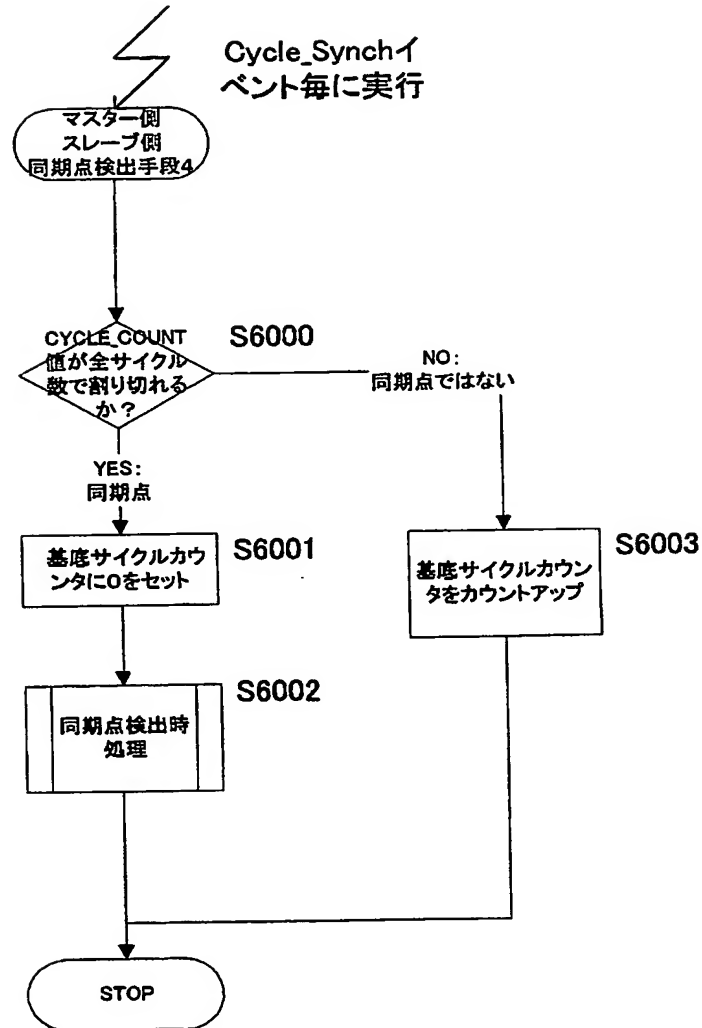 Cycle_Synchイ
ベント毎に実行
マスター側
スレーブ側
同期点検出手段4
CYCLE_COUNT
値が全サイクル
数で割り切れる
か?
S6000
NO:
同期点ではない
YES:
同期点
基底サイクルカウ
ンタに0をセット
S6001
基底サイクルカウン
タをカウントアップ
S6003
同期点検出時
処理
S6002
STOP